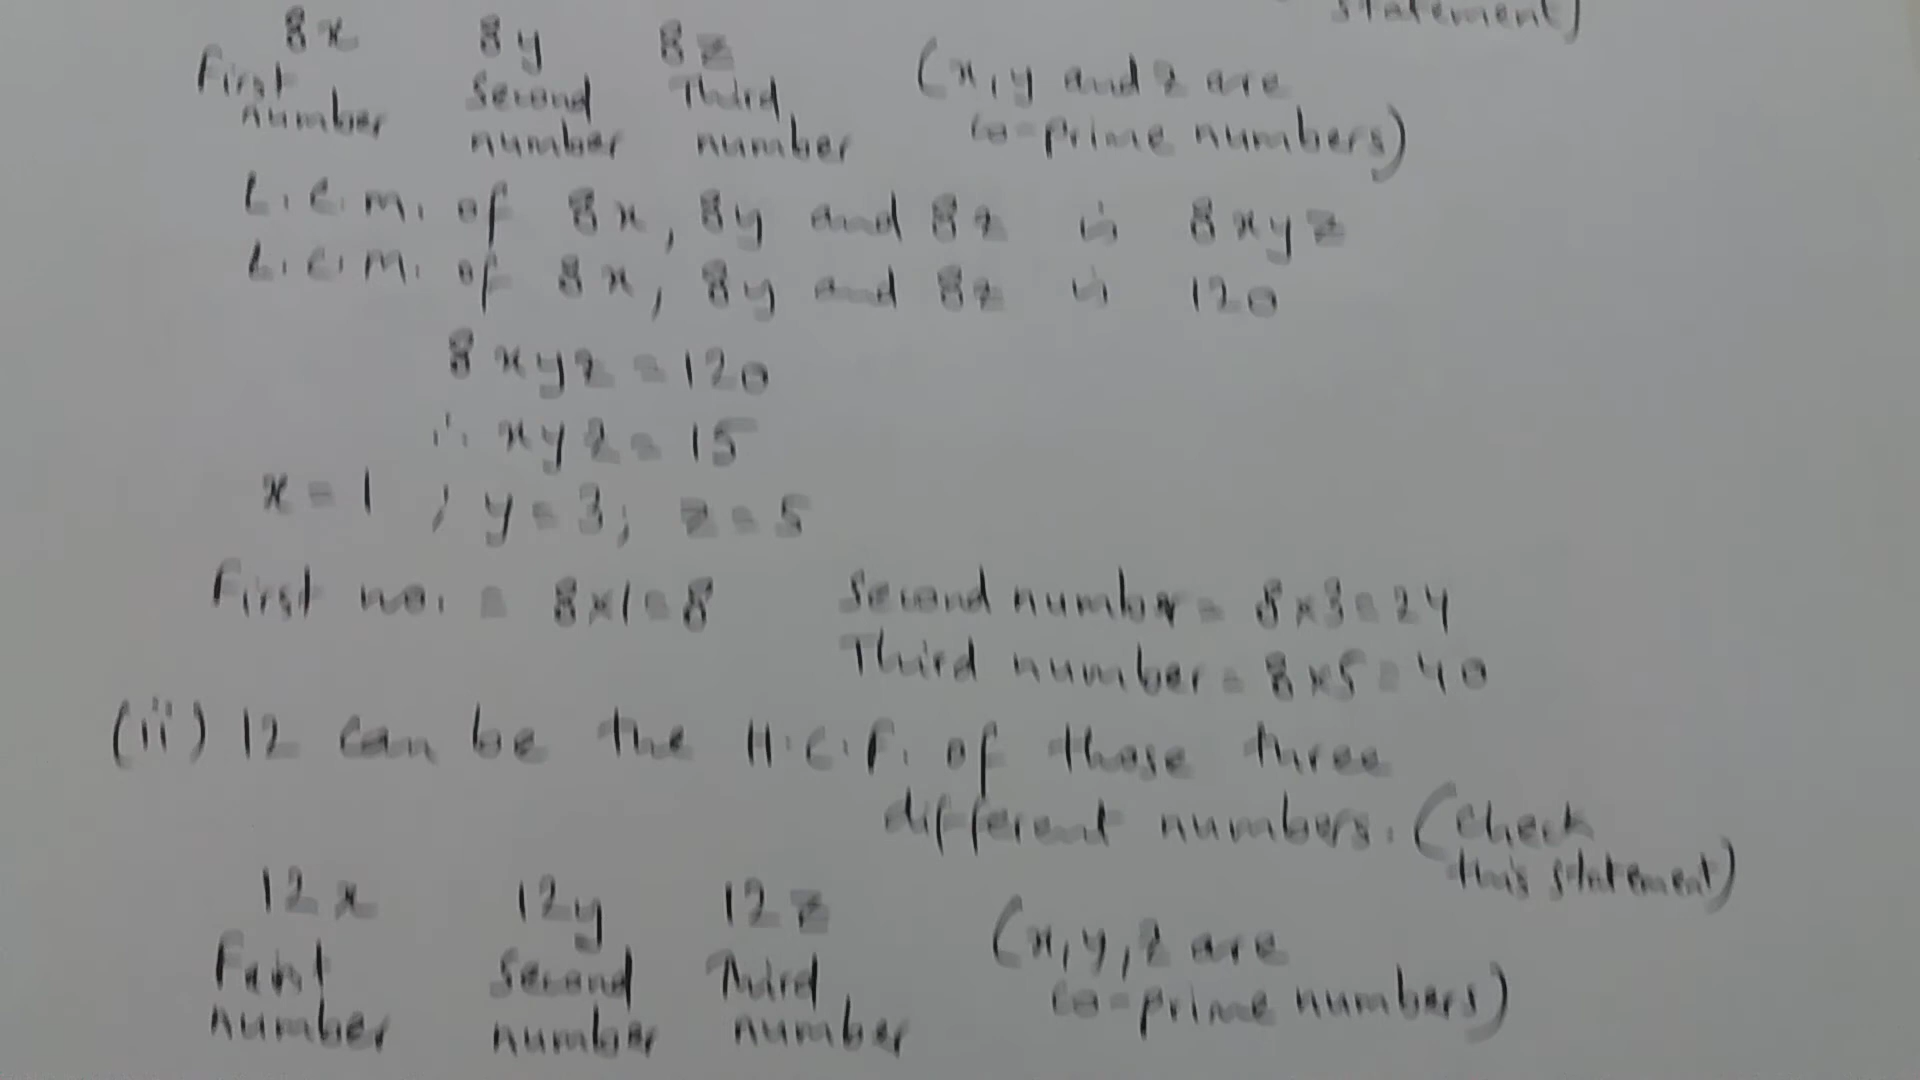 statement)
8x 8y 8z (x, y and z are
First number Second number Third number co-prime numbers)
L.C.M. of 8x, 8y and 8z is 8xyz
L.C.M. of 8x, 8y and 8z is 120
8xyz = 120
∴ xyz = 15
x = 1 ; y = 3; z = 5
First no. = 8×1=8 Second number = 8×3=24
Third number = 8×5=40
(ii) 12 can be the H.C.F. of those three
different numbers. (Check
this statement)
12x 12y 12z (x, y, z are
First number Second number Third number co-prime numbers)